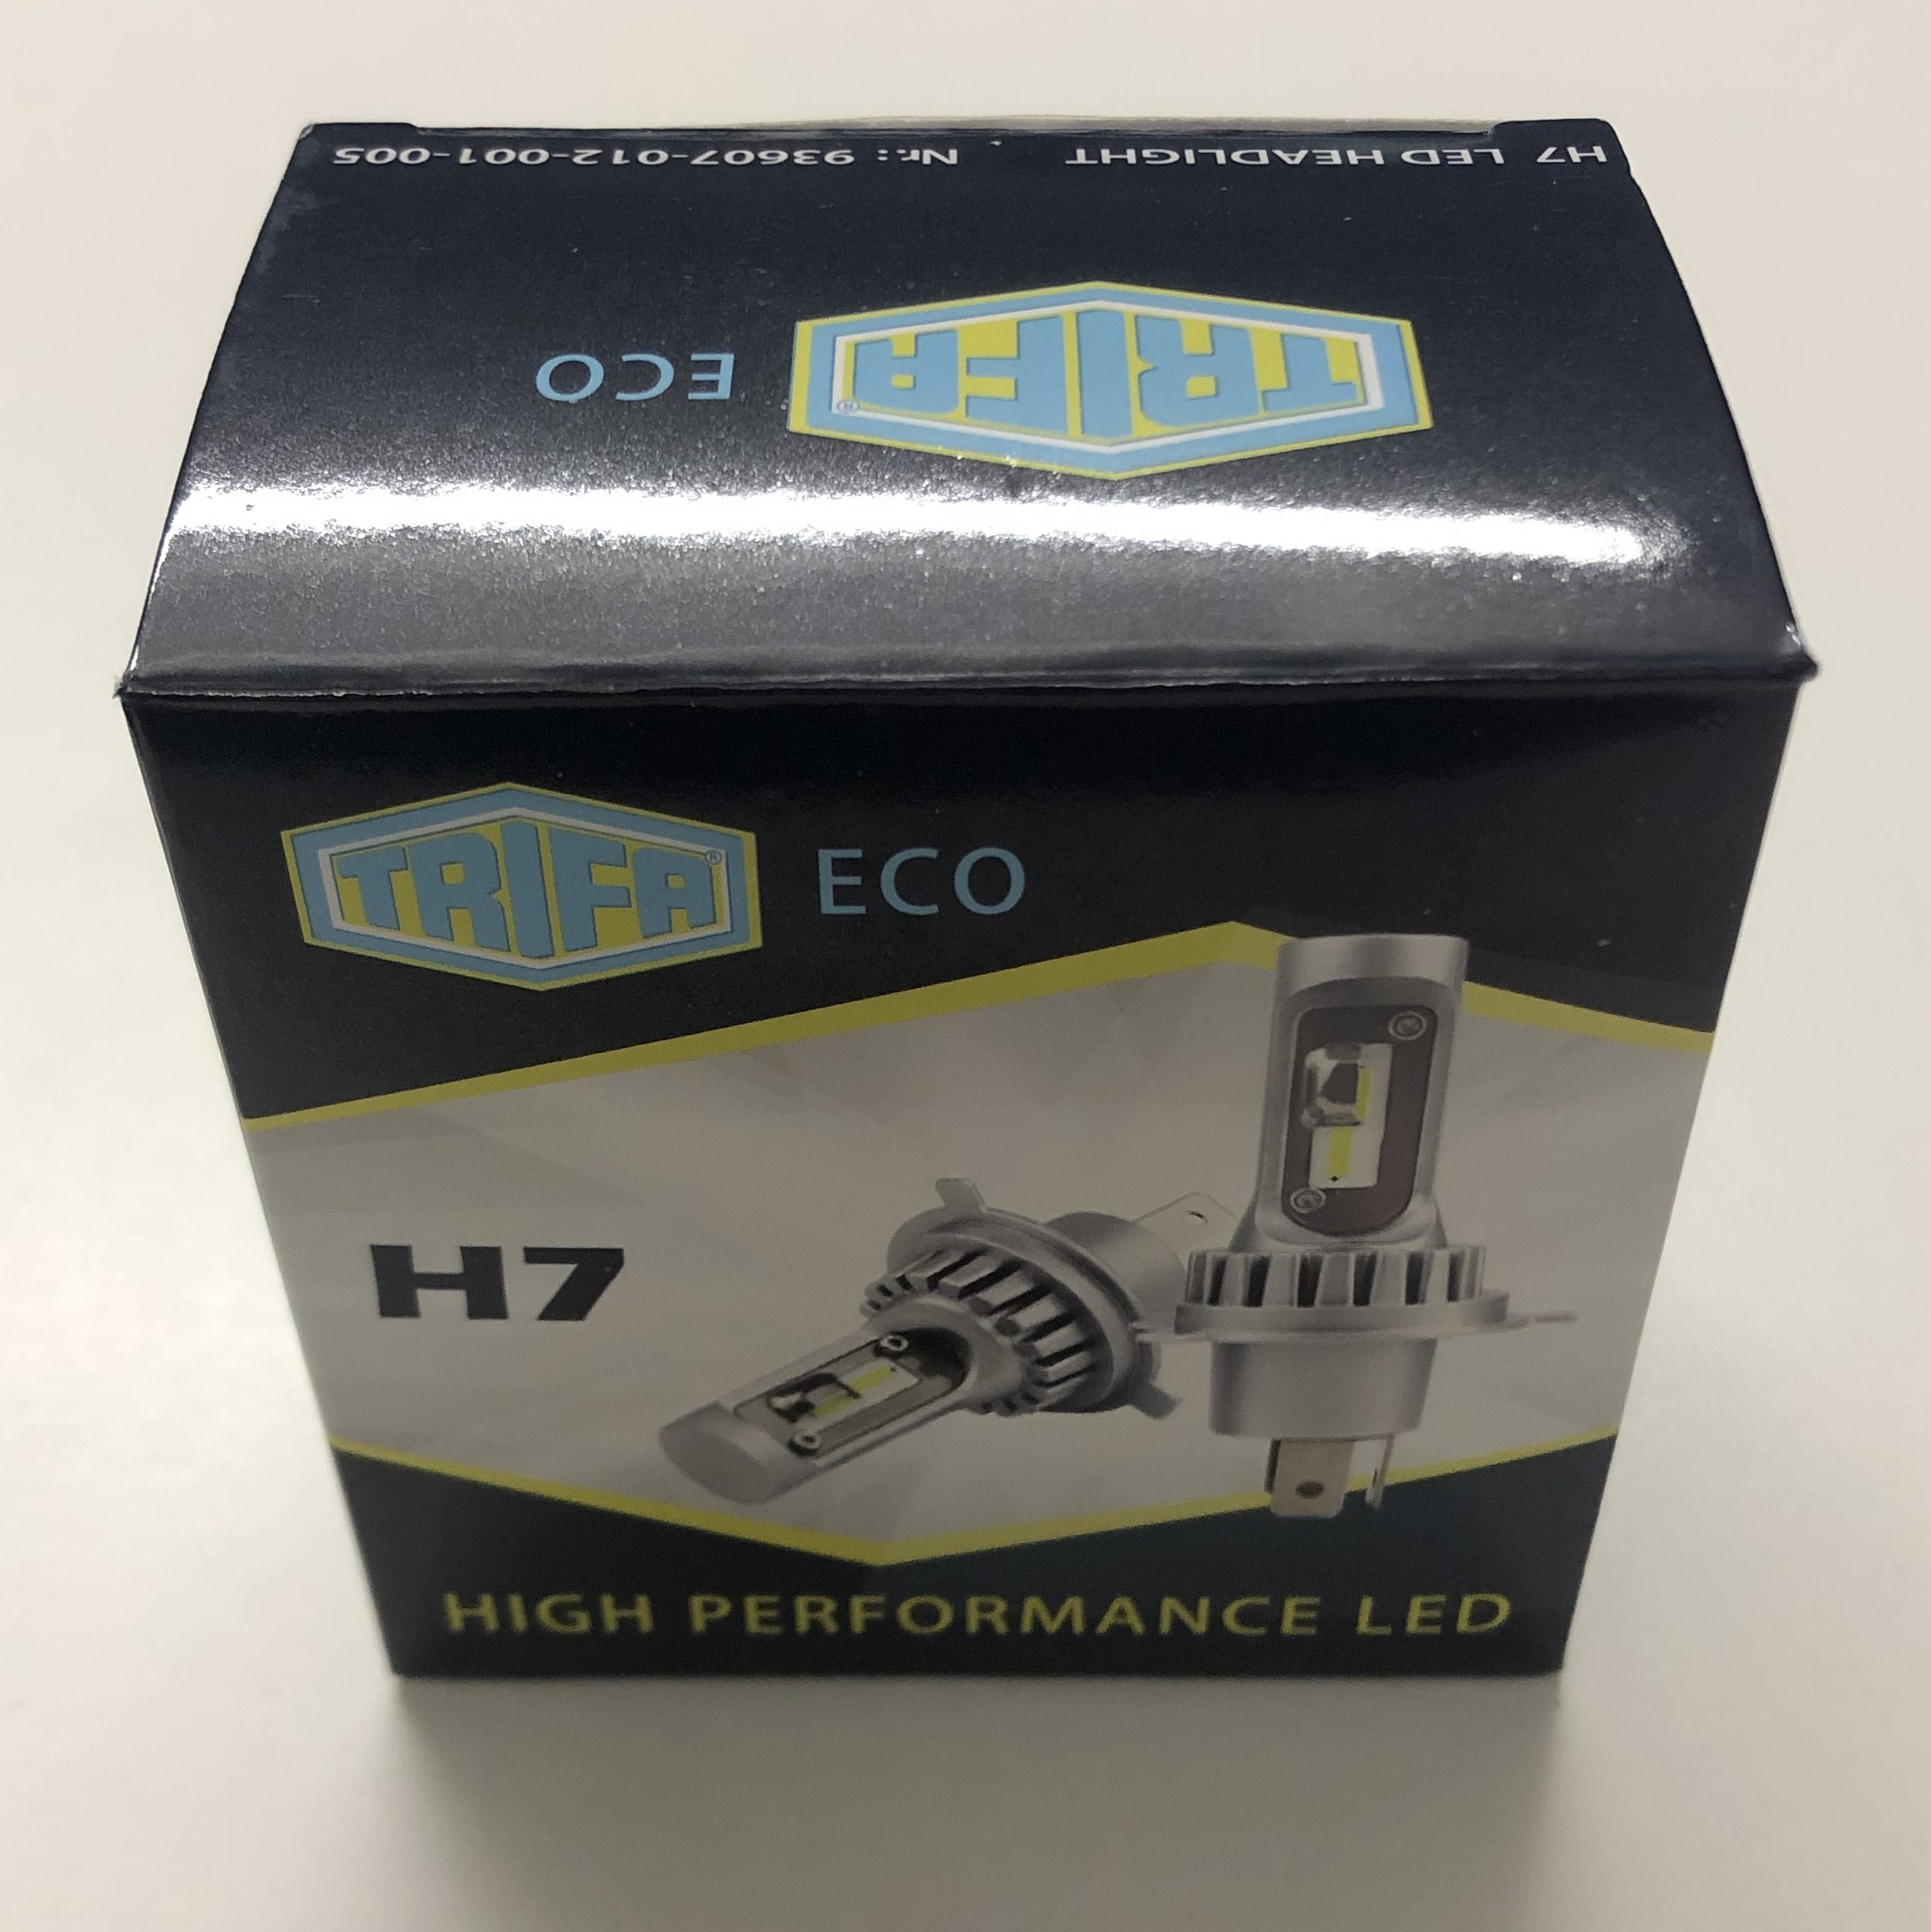 H7 LED HEADLIGHT Nr.: 93607-012-001-005
TRIFA® ECO
TRIFA® ECO
H7
HIGH PERFORMANCE LED